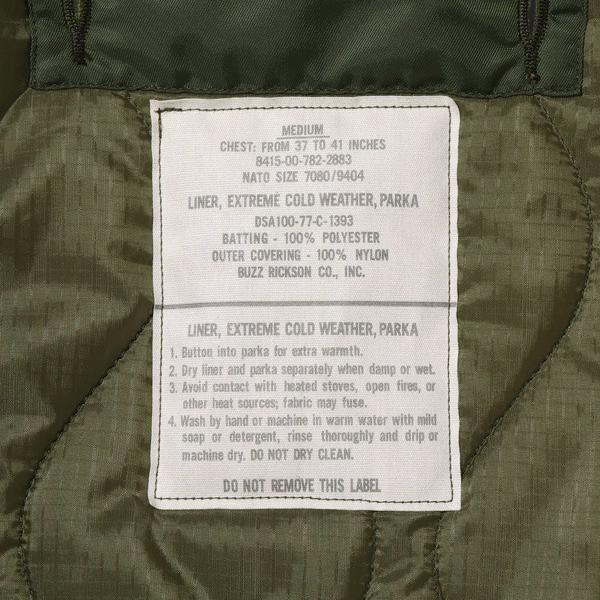 MEDIUM
CHEST: FROM 37 TO 41 INCHES
8415-00-782-2883
NATO SIZE 7080/9404
LINER, EXTREME COLD WEATHER, PARKA
DSA100-77-C-1393
BATTING - 100% POLYESTER
OUTER COVERING - 100% NYLON
BUZZ RICKSON CO., INC.
LINER, EXTREME COLD WEATHER, PARKA
1. Button into parka for extra warmth.
2. Dry liner and parka separately when damp or wet.
3. Avoid contact with heated stoves, open fires, or
other heat sources; fabric may fuse.
4. Wash by hand or machine in warm water with mild
soap or detergent, rinse thoroughly and drip or
machine dry. DO NOT DRY CLEAN.
DO NOT REMOVE THIS LABEL